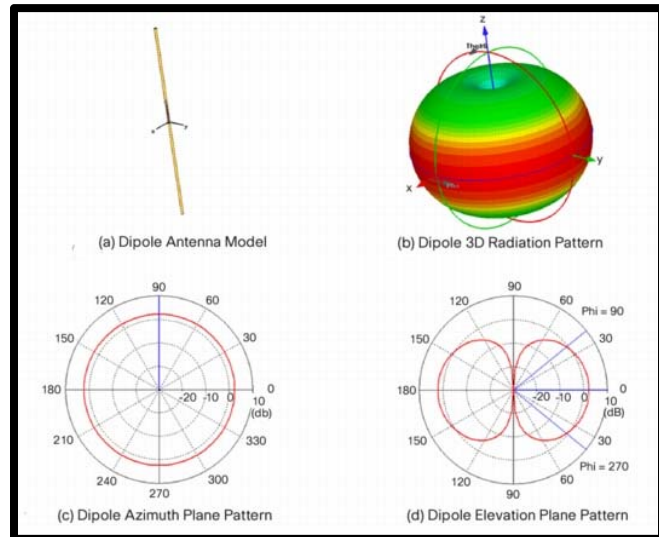 x
y
(a) Dipole Antenna Model
z
Theta
x
y
(b) Dipole 3D Radiation Pattern
90
120
60
150
30
180
-20
-10
0
0
10
(db)
210
330
240
300
270
(c) Dipole Azimuth Plane Pattern
90
120
60
Phi = 90
150
30
180
-20
-10
0
0
10
(dB)
150
30
120
60
Phi = 270
90
(d) Dipole Elevation Plane Pattern